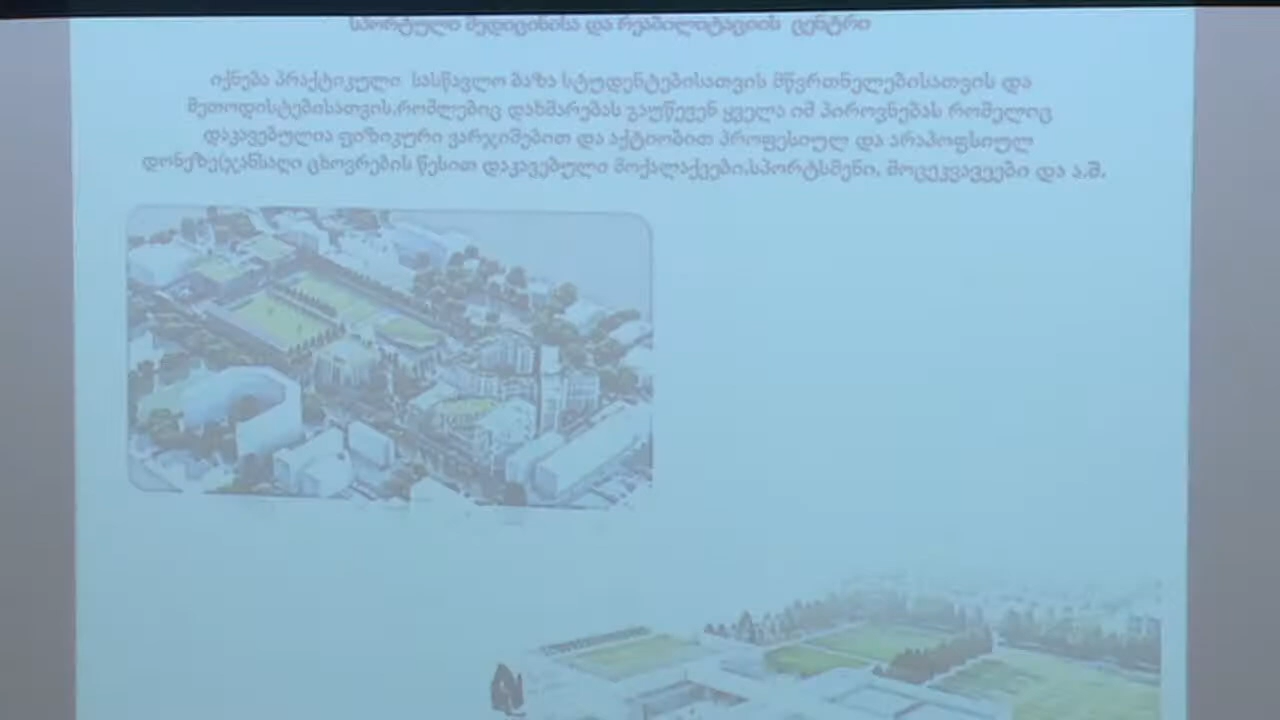 სპორტული მედიცინისა და რეაბილიტაციის ცენტრი
იქნება პრაქტიკული სასწავლო ბაზა სტუდენტებისათვის მწვრთნელებისათვის და
მეთოდისტებისათვის,რომლებიც დახმარებას გაუწევენ ყველა იმ პიროვნებას რომელიც
დაკავებულია ფიზიკური ვარჯიშებით და აქტიობით პროფესიულ და არაპოფსიულ
დონეზე(ჯანსაღი ცხოვრების წესით დაკავებული მოქალაქეები,სპორტსმენი, მოცეკვავეები და ა.შ.